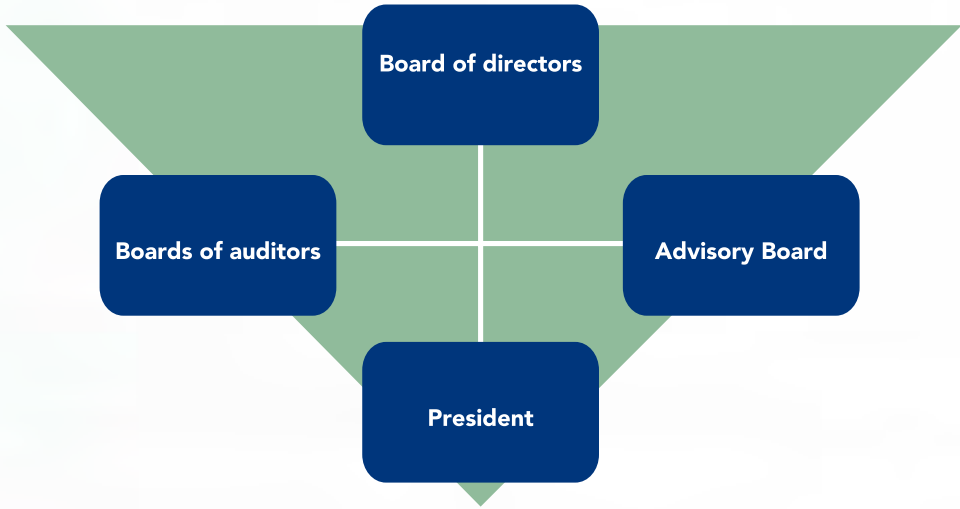 Board of directors
Boards of auditors
Advisory Board
President